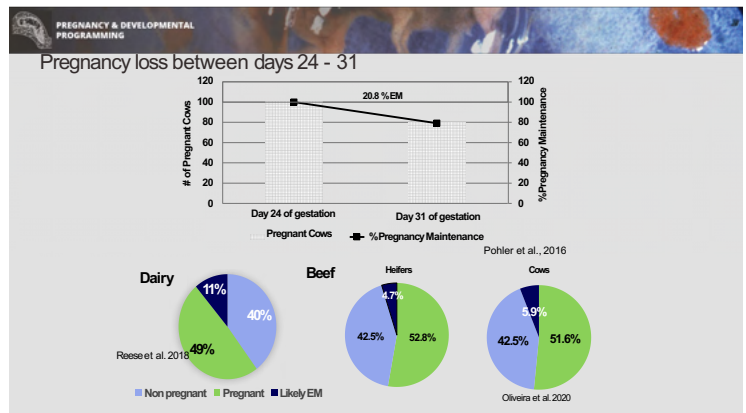 PREGNANCY & DEVELOPMENTAL
PROGRAMMING
Pregnancy loss between days 24 - 31
120
100
80
60
40
20
0
# of Pregnant Cows
20.8 %EM
120
100
80
60
40
20
0
%Pregnancy Maintenance
Day 24 of gestation
Day 31 of gestation
Pregnant Cows
%Pregnancy Maintenance
Pohler et al., 2016
Dairy
11%
40%
49%
Reese et al. 2018
Non pregnant
Pregnant
Likely EM
Beef
Heifers
4.7%
42.5%
52.8%
Cows
5.9%
42.5%
51.6%
Oliveira et al. 2020